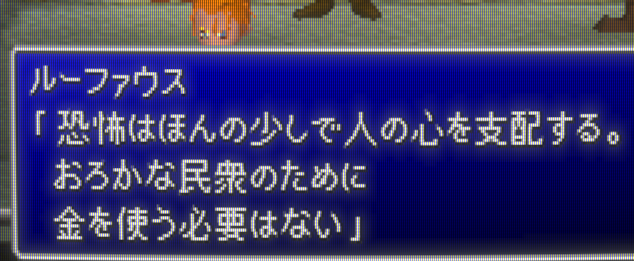 ルーファウス
「恐怖はほんの少しで人の心を支配する。
おろかな民衆のために
金を使う必要はない」